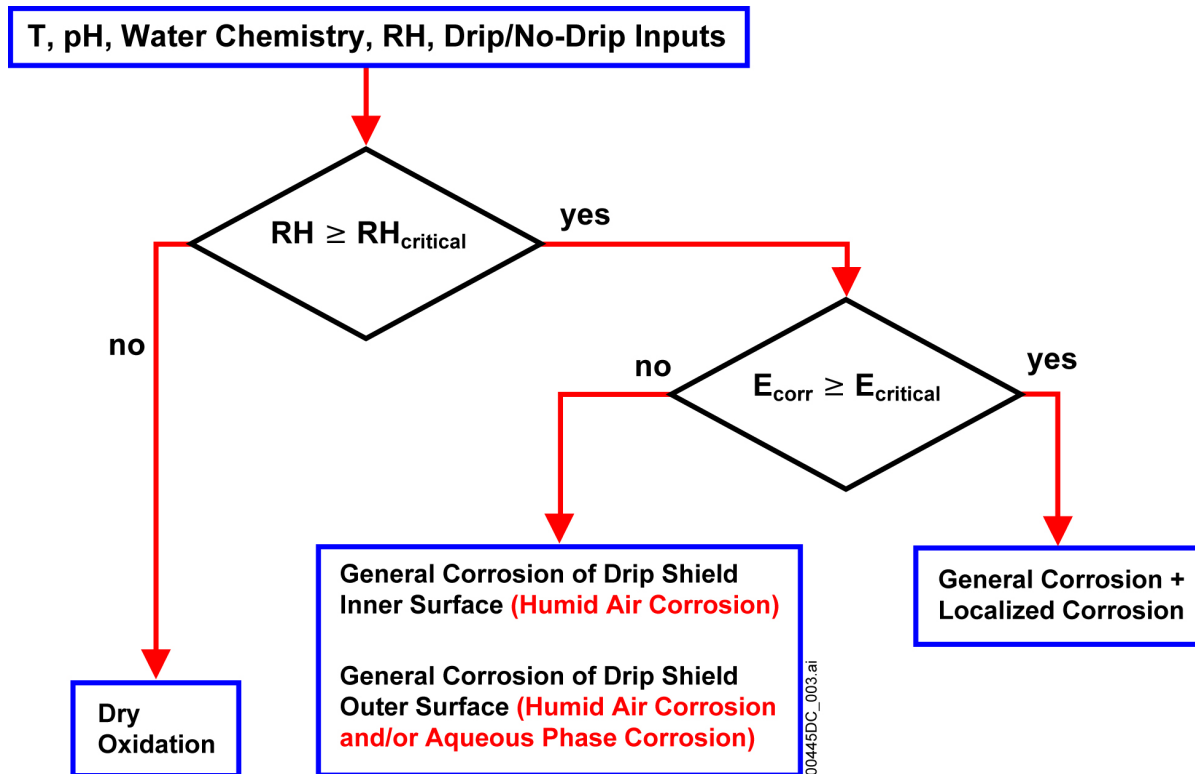 T, pH, Water Chemistry, RH, Drip/No-Drip Inputs
RH ≥ RHcritical
yes
no
Ecorr ≥ Ecritical
no
yes
General Corrosion of Drip Shield
Inner Surface (Humid Air Corrosion)
General Corrosion of Drip Shield
Outer Surface (Humid Air Corrosion
and/or Aqueous Phase Corrosion)
General Corrosion +
Localized Corrosion
Dry
Oxidation
00445DC_003.ai